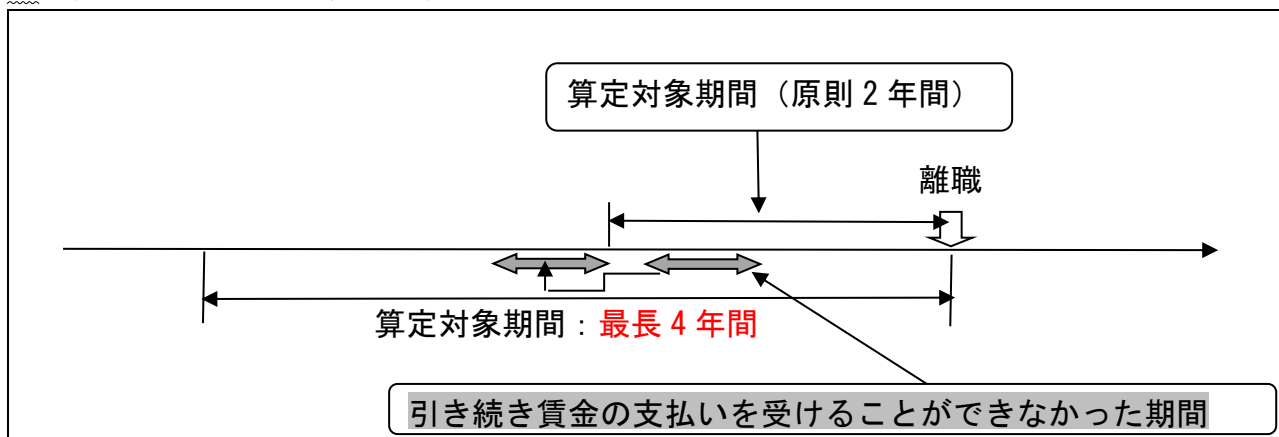 算定対象期間（原則２年間）
離職
算定対象期間：最長４年間
引き続き賃金の支払いを受けることができなかった期間